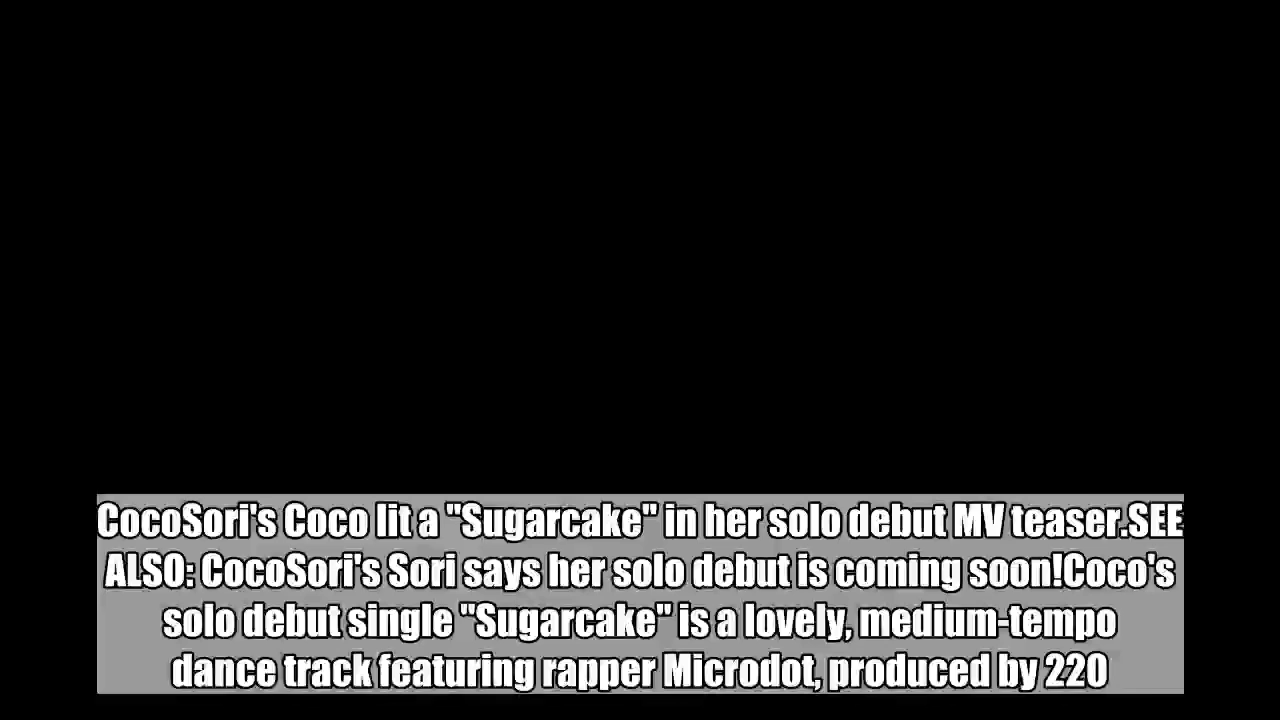 CocoSori's Coco lit a "Sugarcake" in her solo debut MV teaser.SEE
ALSO: CocoSori's Sori says her solo debut is coming soon!Coco's
solo debut single "Sugarcake" is a lovely, medium-tempo
dance track featuring rapper Microdot, produced by 220